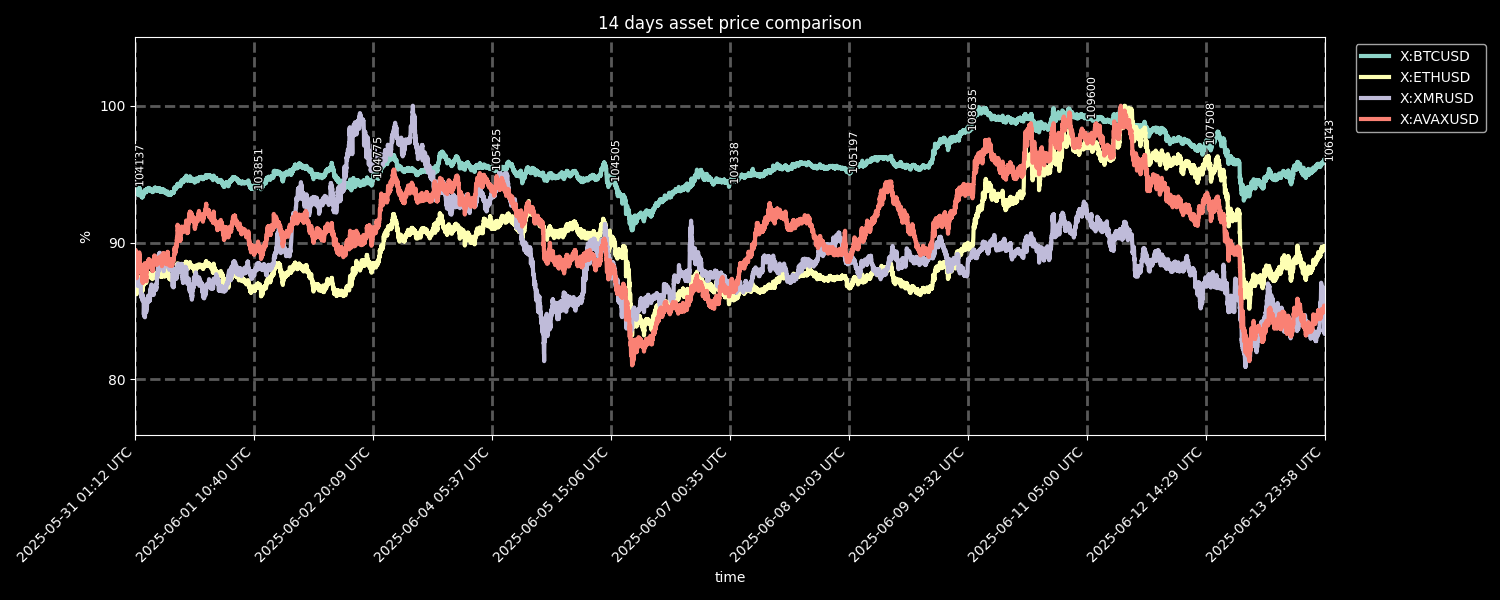 14 days asset price comparison
X:BTCUSD
X:ETHUSD
X:XMRUSD
X:AVAXUSD
100
90
80
%
104137
103851
104775
105425
104505
104338
105197
108635
109600
107508
106143
2025-05-31 01:12 UTC
2025-06-01 10:40 UTC
2025-06-02 20:09 UTC
2025-06-04 05:37 UTC
2025-06-05 15:06 UTC
2025-06-07 00:35 UTC
2025-06-08 10:03 UTC
2025-06-09 19:32 UTC
2025-06-11 05:00 UTC
2025-06-12 14:29 UTC
2025-06-13 23:58 UTC
time